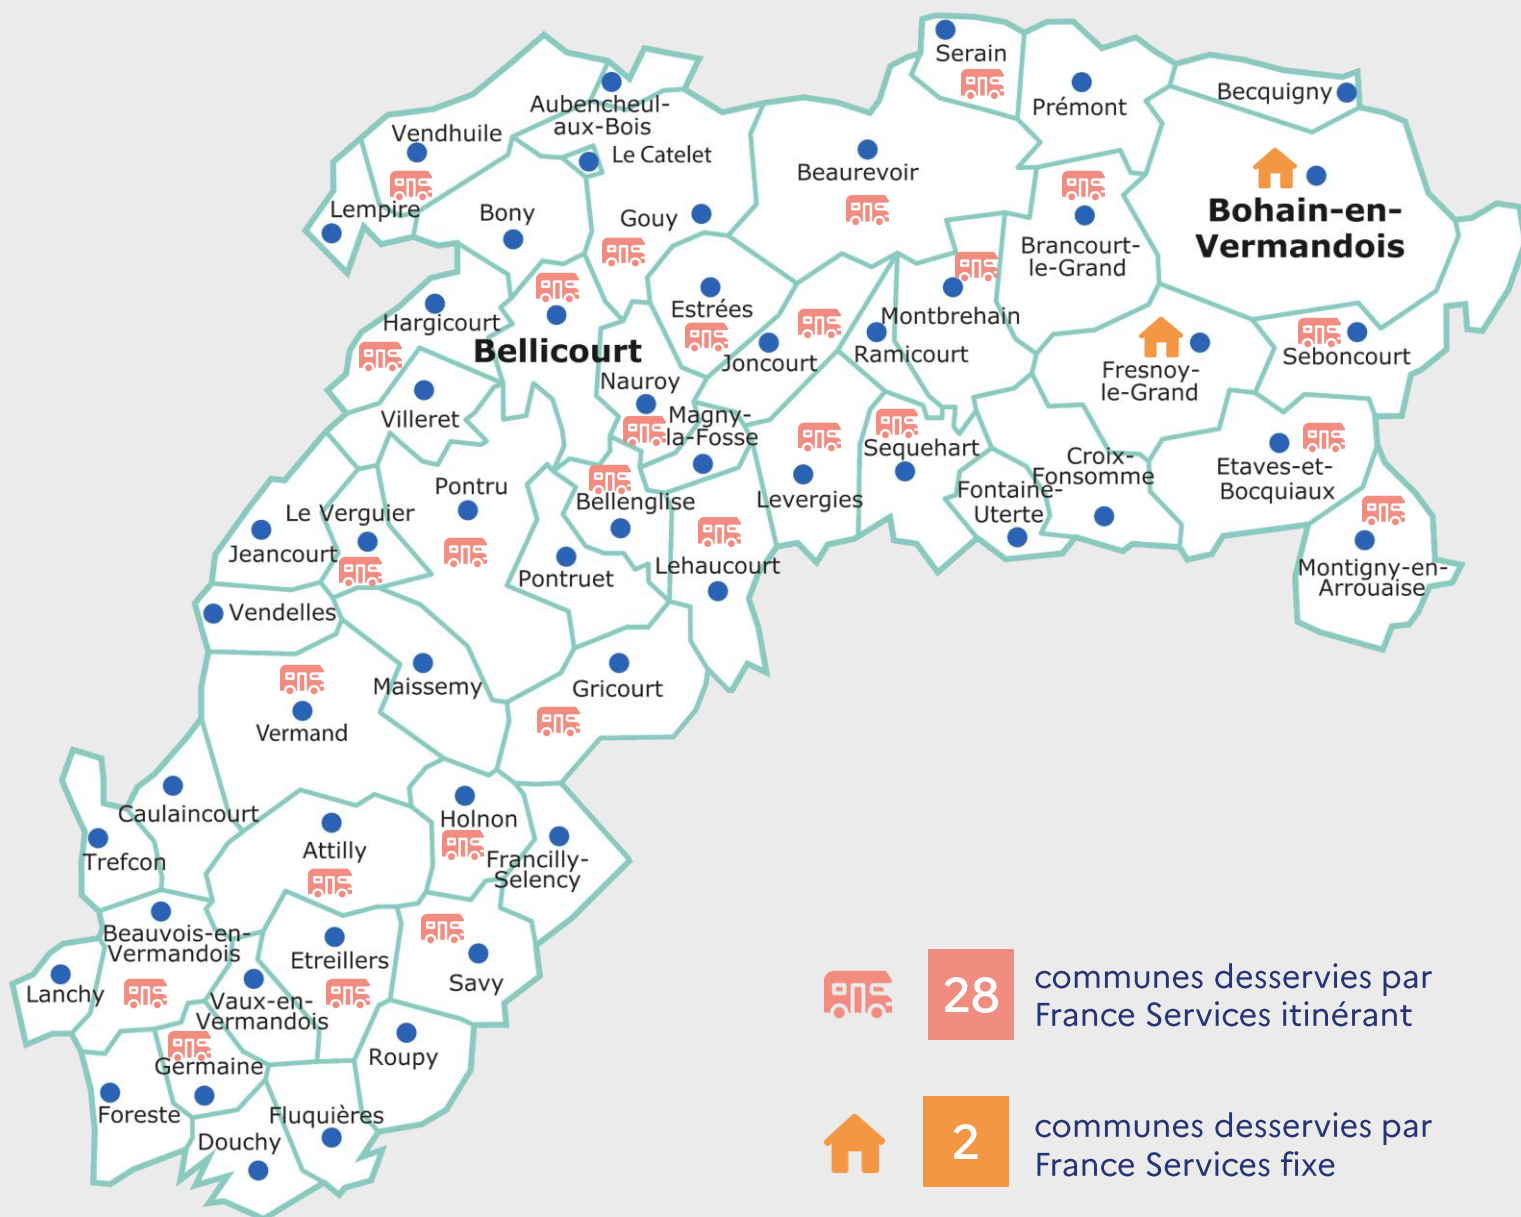 Serain
Prémont
Becquigny
Aubencheul-
aux-Bois
Vendhuile
Le Catelet
Beaurevoir
Lempire
Bony
Gouy
Bohain-en-
Vermandois
Brancourt-
le-Grand
Hargicourt
Estrées
Montbrehain
Bellicourt
Joncourt
Ramicourt
Seboncourt
Fresnoy-
le-Grand
Nauroy
Villeret
Magny-
la-Fosse
Sequehart
Croix-
Fonsomme
Etaves-et-
Bocquiaux
Pontru
Bellenglise
Levergies
Fontaine-
Uterte
Le Verguier
Jeancourt
Lehaucourt
Pontruet
Montigny-en-
Arrouaise
Vendelles
Maissemy
Gricourt
Vermand
Caulaincourt
Holnon
Trefcon
Attilly
Francilly-
Selency
Beauvois-en-
Vermandois
Etreillers
Savy
Lanchy
Vaux-en-
Vermandois
Roupy
Germaine
Foreste
Fluquières
Douchy
28
communes desservies par
France Services itinérant
2
communes desservies par
France Services fixe